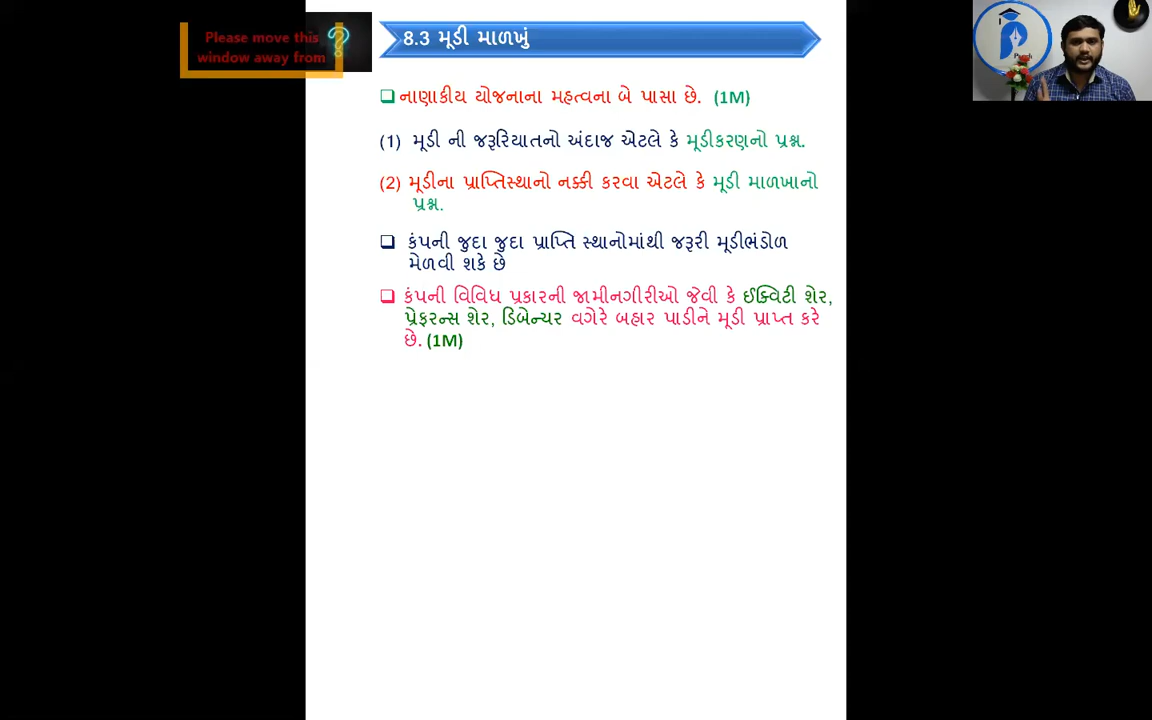 Please move this
window away from
8.3 મૂડી માળખું
❑ નાણાકીય યોજનાના મહત્વના બે પાસા છે. (1M)
(1) મૂડી ની જરૂરિયાતનો અંદાજ એટલે કે મૂડીકરણનો પ્રશ્ન.
(2) મૂડીના પ્રાપ્તિસ્થાનો નક્કી કરવા એટલે કે મૂડી માળખાનો
પ્રશ્ન.
❑ કંપની જુદા જુદા પ્રાપ્તિ સ્થાનોમાંથી જરૂરી મૂડીભંડોળ
મેળવી શકે છે
❑ કંપની વિવિધ પ્રકારની જામીનગીરીઓ જેવી કે ઈક્વિટી શેર,
પ્રેફરન્સ શેર, ડિબેન્ચર વગેરે બહાર પાડીને મૂડી પ્રાપ્ત કરે
છે. (1M)